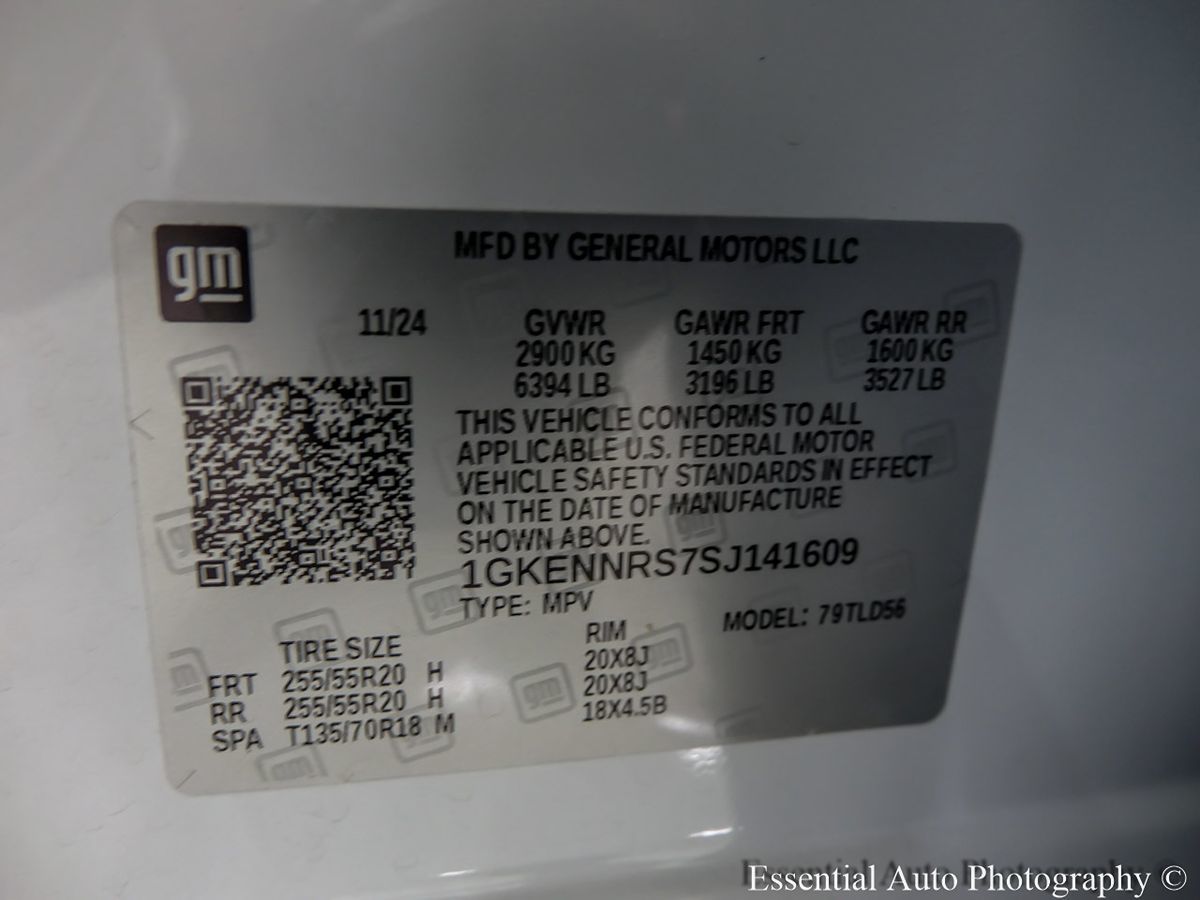 gm
MFD BY GENERAL MOTORS LLC
11/24 GVWR GAWR FRT GAWR RR
2900 KG 1450 KG 1600 KG
6394 LB 3196 LB 3527 LB
THIS VEHICLE CONFORMS TO ALL
APPLICABLE U.S. FEDERAL MOTOR
VEHICLE SAFETY STANDARDS IN EFFECT
ON THE DATE OF MANUFACTURE
SHOWN ABOVE.
1GKENNRS7SJ141609
TYPE: MPV MODEL: 79TLD56
TIRE SIZE RIM
FRT 255/55R20 H 20X8J
RR 255/55R20 H 20X8J
SPA T135/70R18 M 18X4.5B
Essential Auto Photography ©